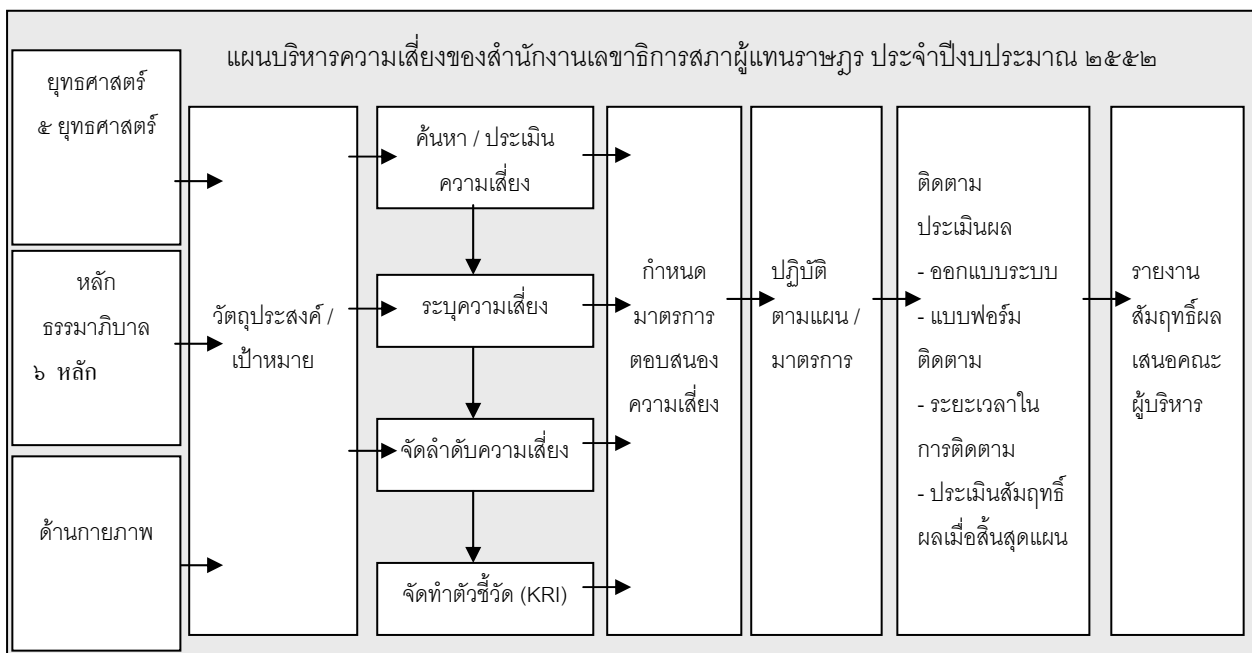 แผนบริหารความเสี่ยงของสำนักงานเลขาธิการสภาผู้แทนราษฎร ประจำปีงบประมาณ ๒๕๕๒
ยุทธศาสตร์
๕ ยุทธศาสตร์
หลัก
ธรรมาภิบาล
๖ หลัก
ด้านกายภาพ
วัตถุประสงค์ /
เป้าหมาย
ค้นหา / ประเมิน
ความเสี่ยง
ระบุความเสี่ยง
จัดลำดับความเสี่ยง
จัดทำตัวชี้วัด (KRI)
กำหนด
มาตรการ
ตอบสนอง
ความเสี่ยง
ปฏิบัติ
ตามแผน /
มาตรการ
ติดตาม
ประเมินผล
- ออกแบบระบบ
- แบบฟอร์ม
ติดตาม
- ระยะเวลาใน
การติดตาม
- ประเมินสัมฤทธิ์
ผลเมื่อสิ้นสุดแผน
รายงาน
สัมฤทธิ์ผล
เสนอคณะ
ผู้บริหาร